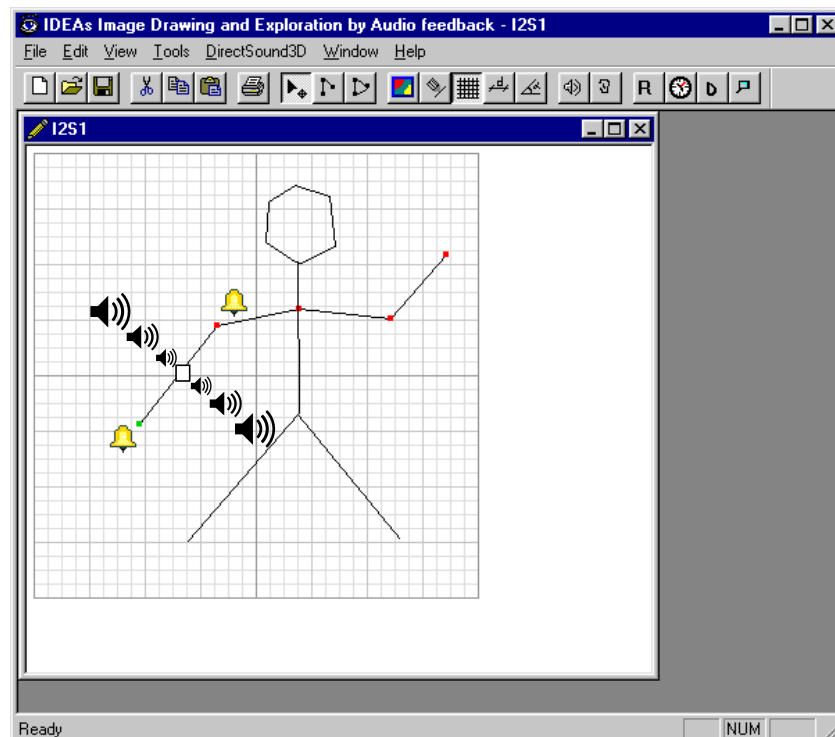 IDEAs Image Drawing and Exploration by Audio feedback - I2S1
File Edit View Tools DirectSound3D Window Help
R D
I2S1
Ready NUM